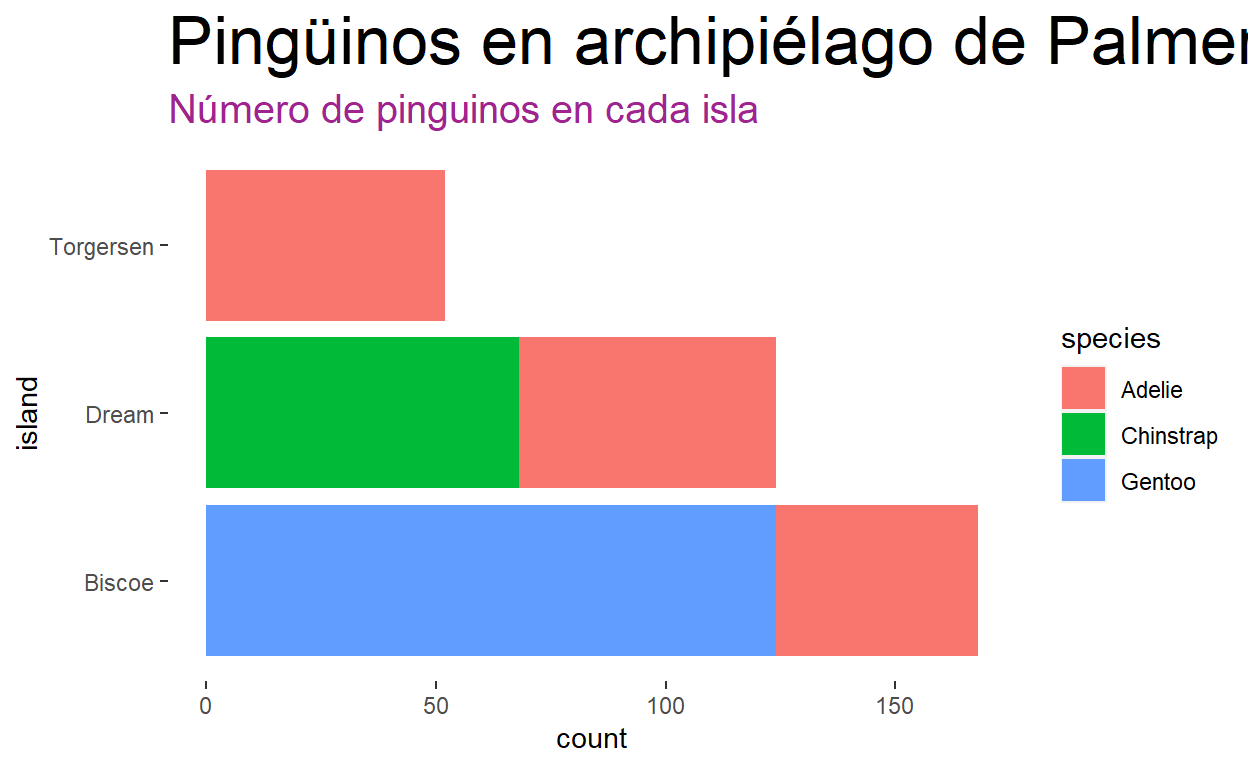 Pingüinos en archipiélago de Palmer
Número de pinguinos en cada isla
Torgersen
Dream
Biscoe
island
0 50 100 150
count
species
Adelie
Chinstrap
Gentoo